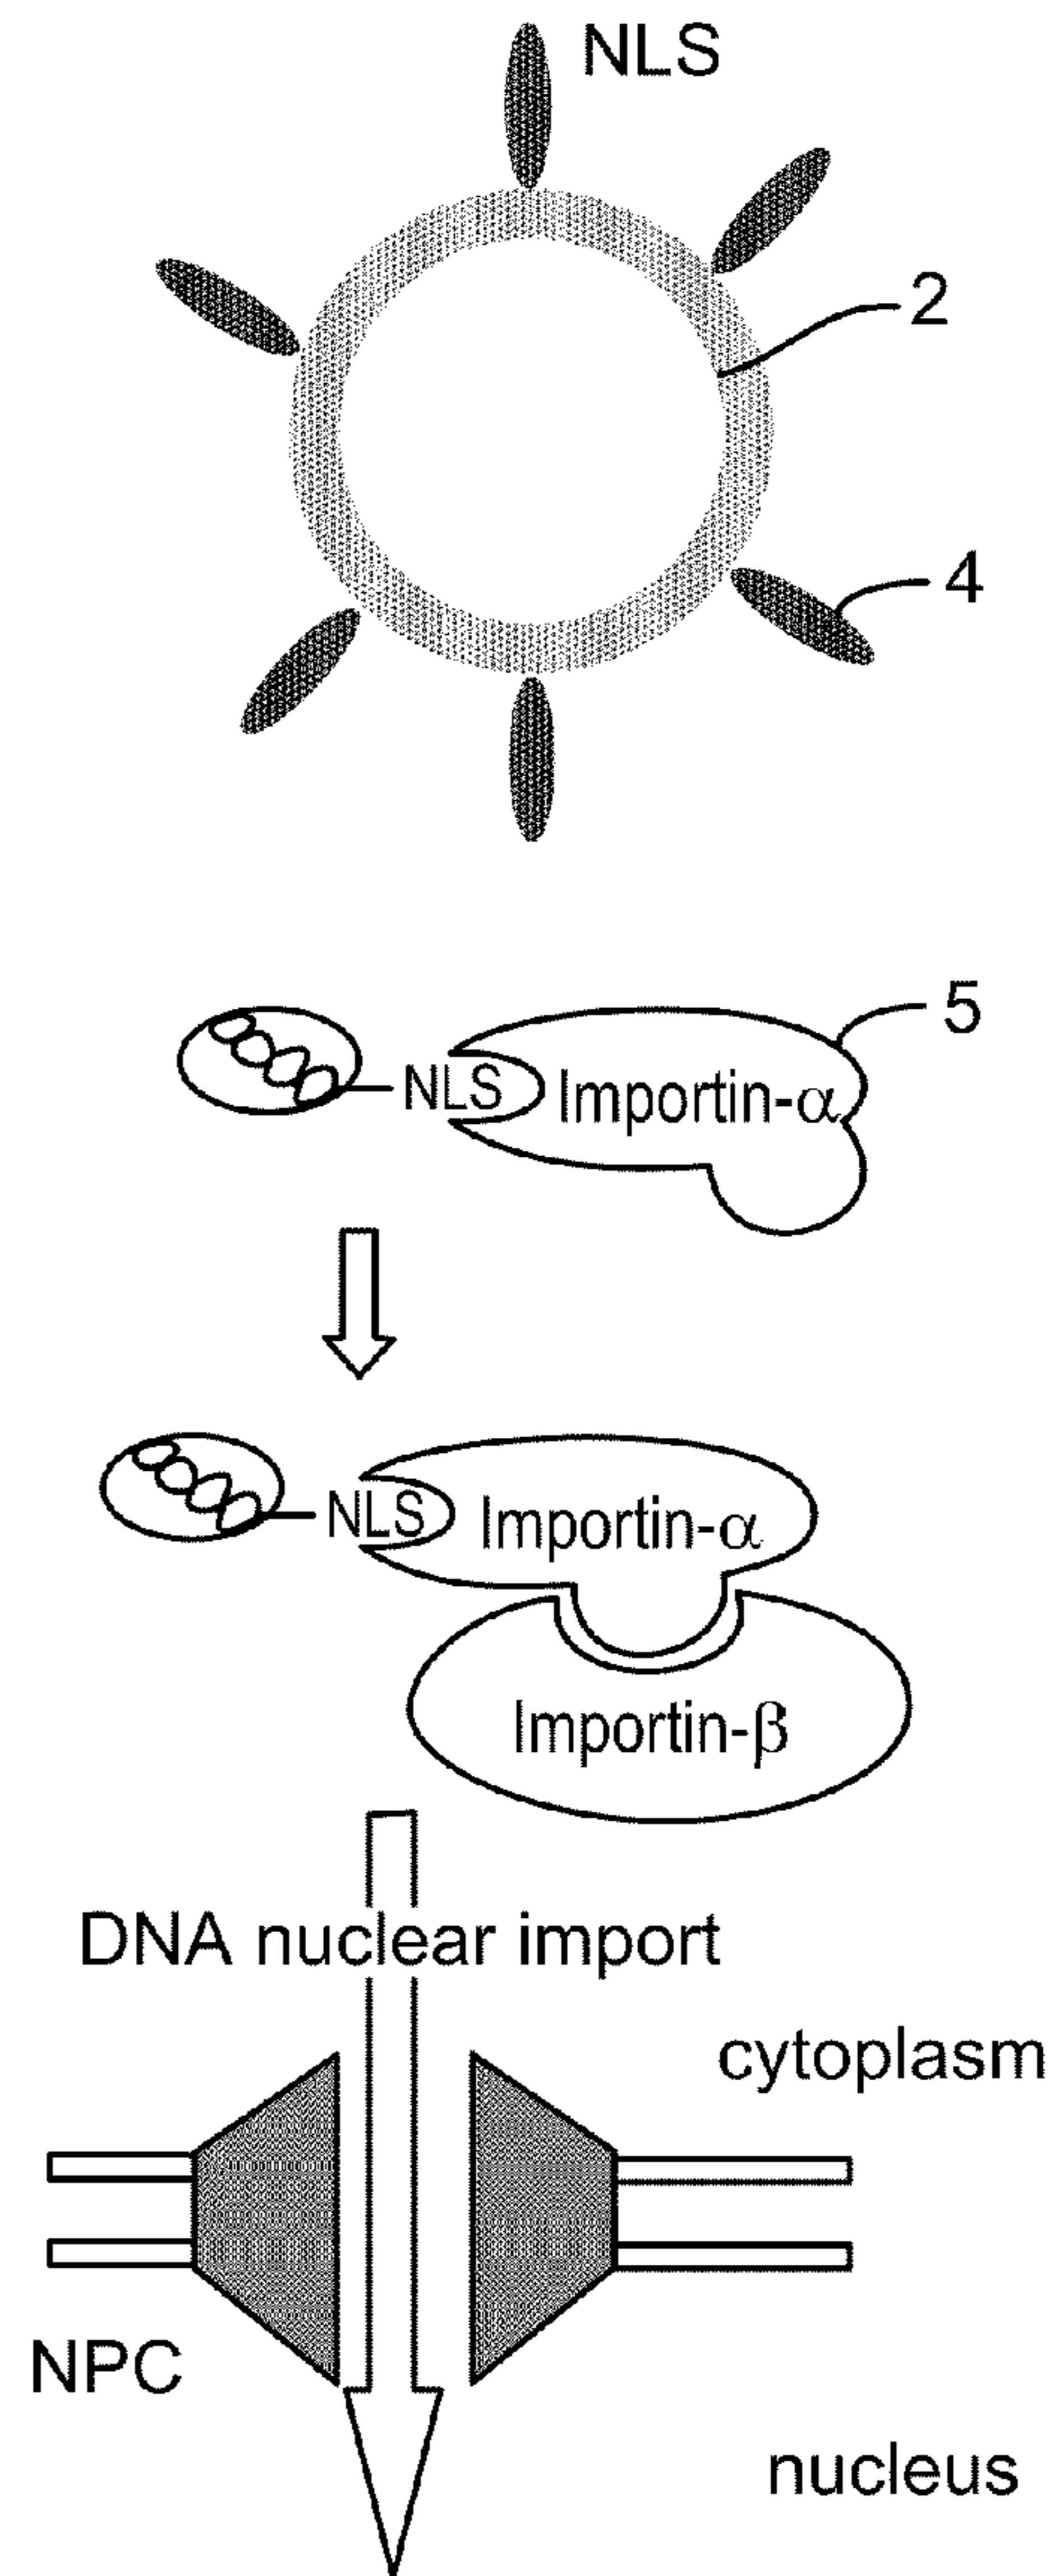 NLS
2
4
5
NLS Importin-α
NLS Importin-α
Importin-β
DNA nuclear import
cytoplasm
NPC
nucleus